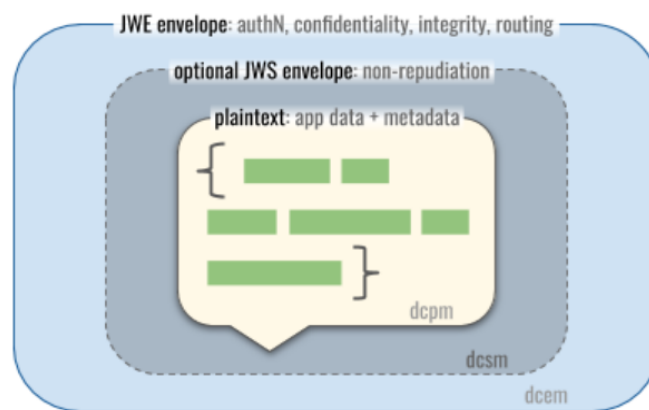 JWE envelope: authN, confidentiality, integrity, routing
optional JWS envelope: non-repudiation
plaintext: app data + metadata
{
}
dcpm
dcsm
dcem